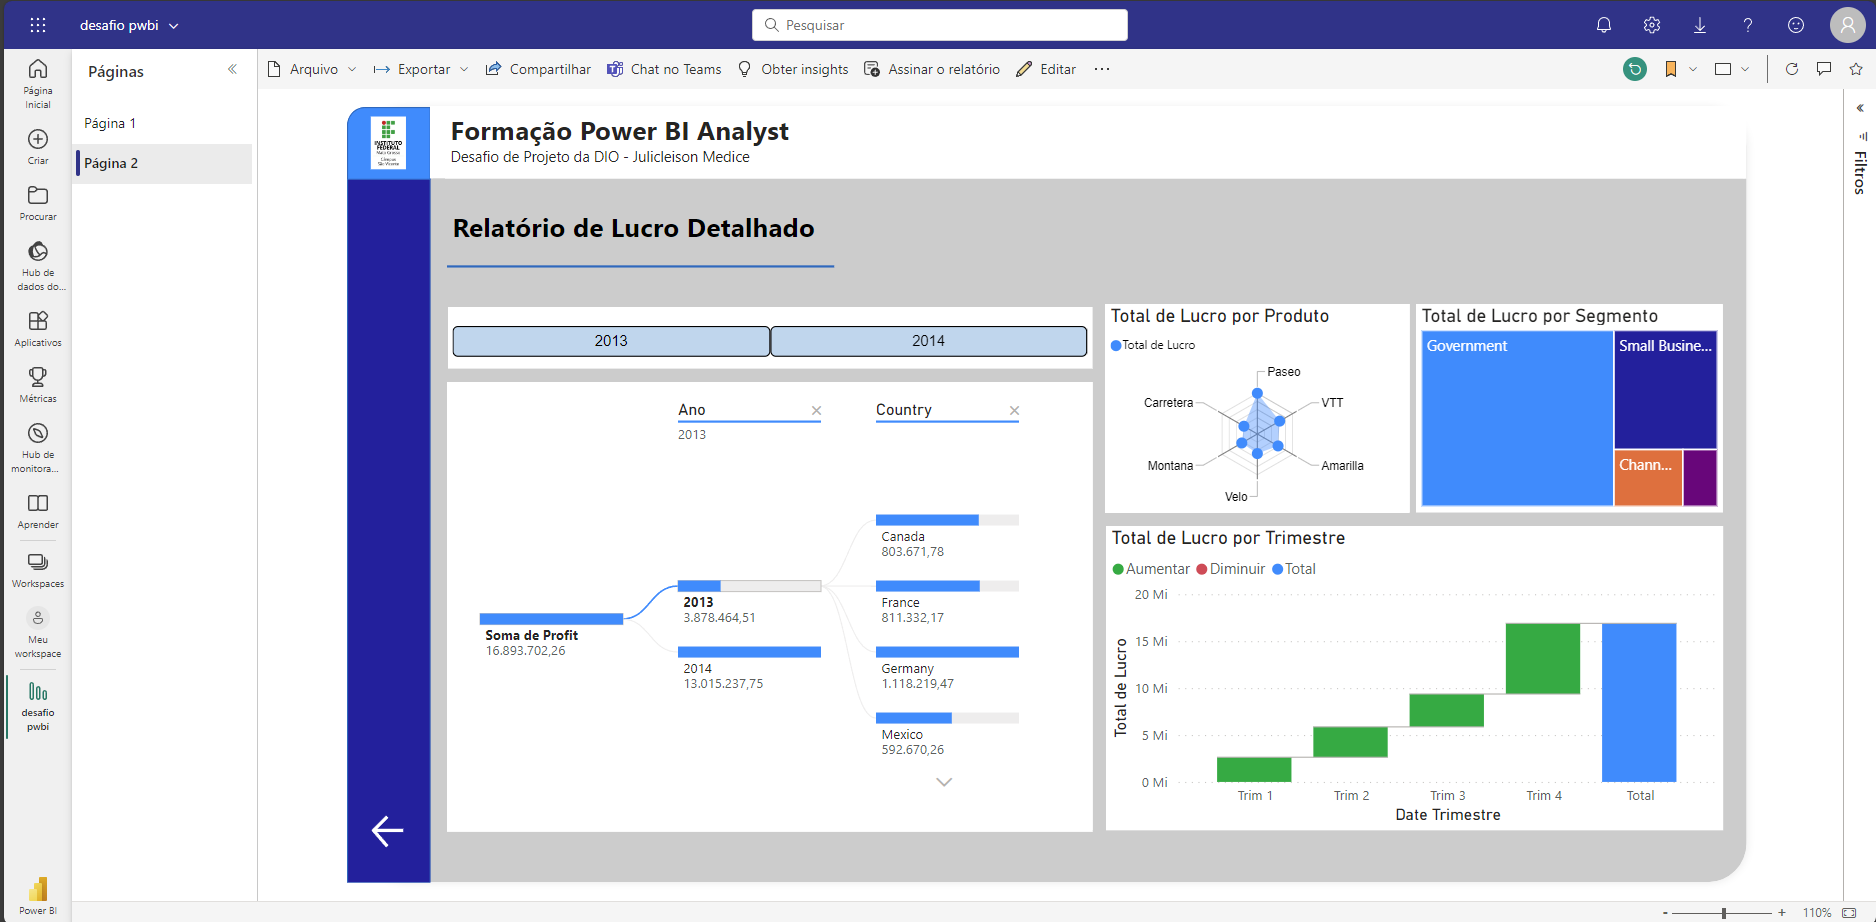 desafio pwbi
Pesquisar
Página
Inicial
Criar
Procurar
Hub de
dados do...
Aplicativos
Métricas
Hub de
monitora...
Aprender
Workspaces
Meu
workspace
desafio
pwbi
Power BI
Páginas
Página 1
Página 2
Arquivo
Exportar
Compartilhar
Chat no Teams
Obter insights
Assinar o relatório
Editar
Filtros
INSTITUTO
FEDERAL
Mato Grosso
Câmpus
São Vicente
Formação Power BI Analyst
Desafio de Projeto da DIO - Julicleison Medice
Relatório de Lucro Detalhado
2013
2014
Ano
2013
Country
Soma de Profit
16.893.702,26
2013
3.878.464,51
2014
13.015.237,75
Canada
803.671,78
France
811.332,17
Germany
1.118.219,47
Mexico
592.670,26
Total de Lucro por Produto
Total de Lucro
Paseo
Carretera
VTT
Montana
Amarilla
Velo
Total de Lucro por Segmento
Government
Small Busine...
Chann...
Total de Lucro por Trimestre
Aumentar Diminuir Total
Total de Lucro
20 Mi
15 Mi
10 Mi
5 Mi
0 Mi
Trim 1 Trim 2 Trim 3 Trim 4 Total
Date Trimestre
- + 110%